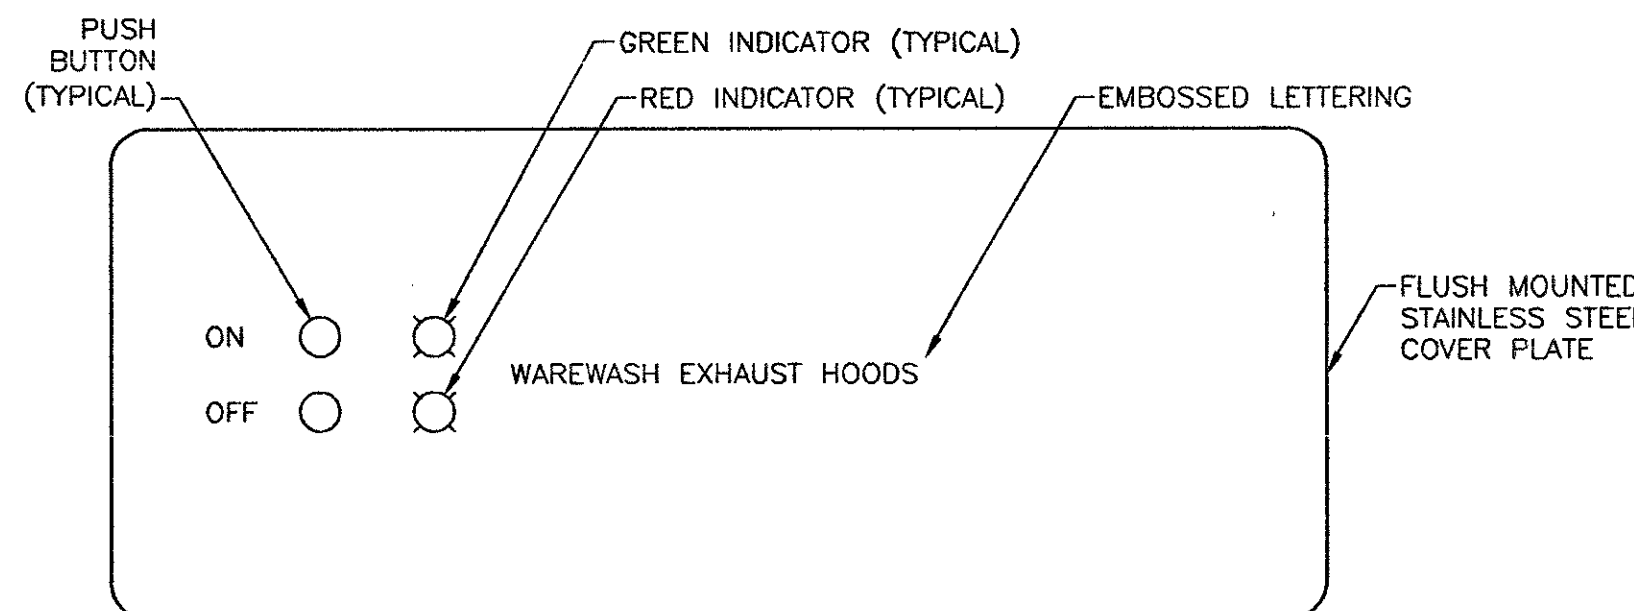 PUSH
BUTTON
(TYPICAL)
GREEN INDICATOR (TYPICAL)
RED INDICATOR (TYPICAL)
EMBOSSED LETTERING
FLUSH MOUNTED
STAINLESS STEEL
COVER PLATE
ON
WAREWASH EXHAUST HOODS
OFF